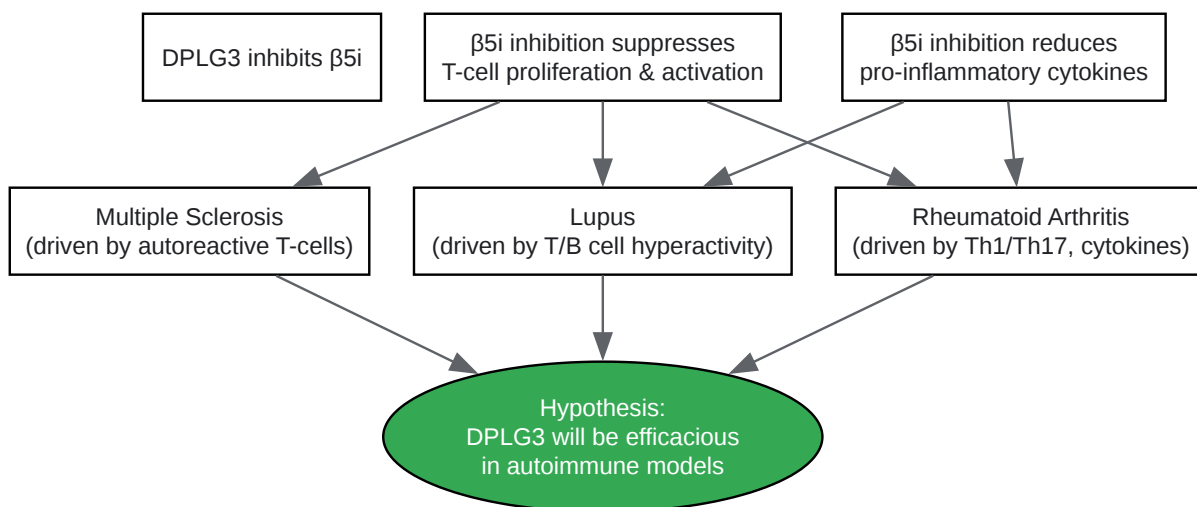 DPLG3 inhibits β5i
β5i inhibition suppresses
T-cell proliferation & activation
β5i inhibition reduces
pro-inflammatory cytokines
Multiple Sclerosis
(driven by autoreactive T-cells)
Lupus
(driven by T/B cell hyperactivity)
Rheumatoid Arthritis
(driven by Th1/Th17, cytokines)
Hypothesis:
DPLG3 will be efficacious
in autoimmune models